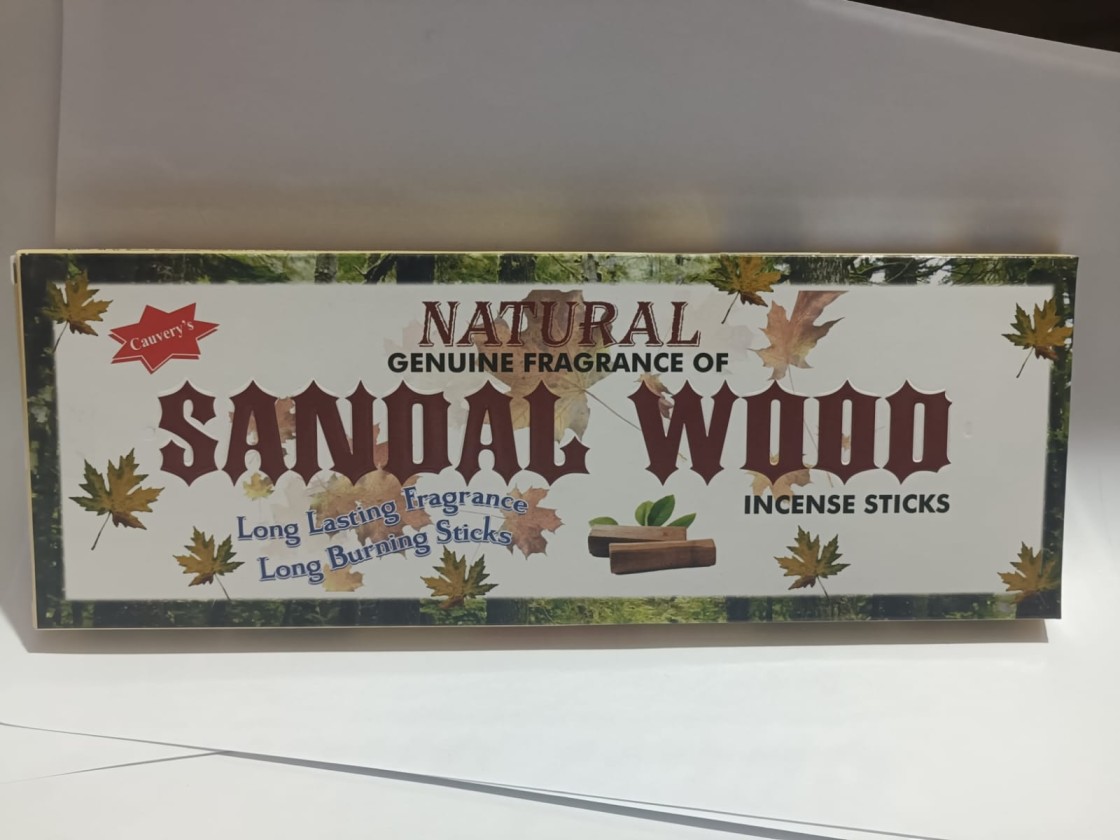 Cauvery's
NATURAL
GENUINE FRAGRANCE OF
SANDAL WOOD
INCENSE STICKS
Long Lasting Fragrance
Long Burning Sticks